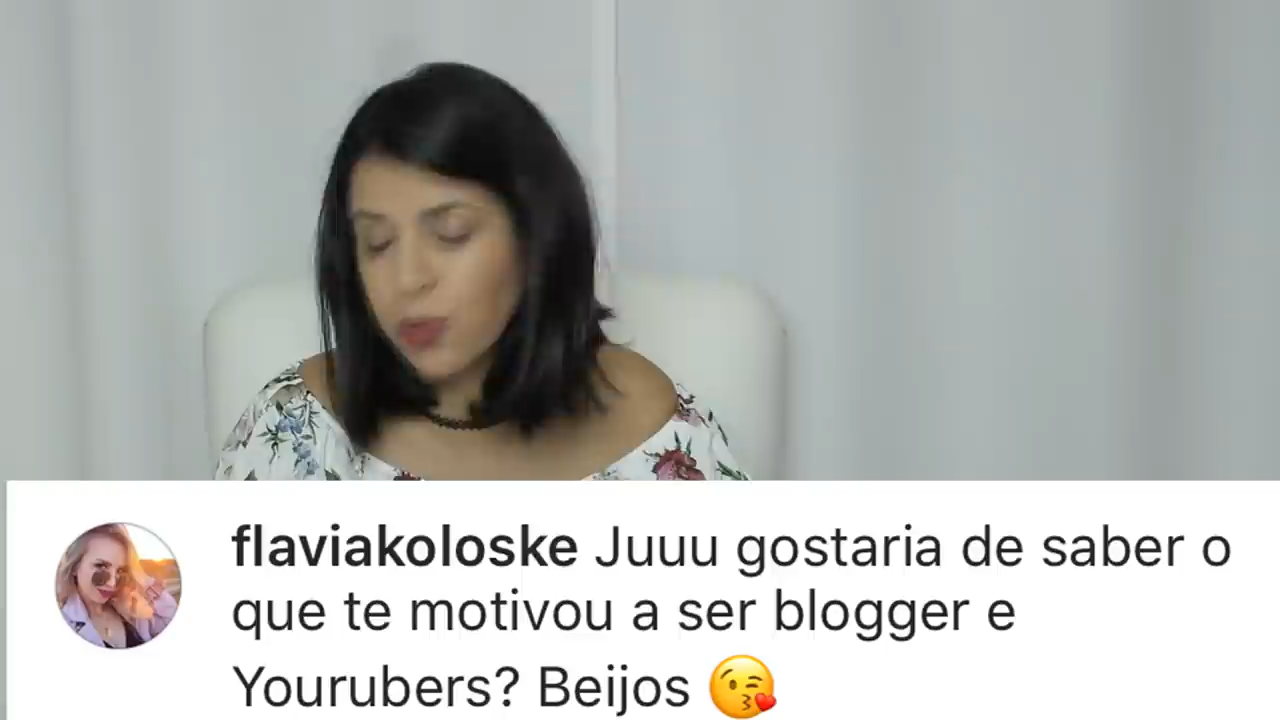 flaviakoloske Juuu gostaria de saber o
que te motivou a ser blogger e
Yourubers? Beijos 😘